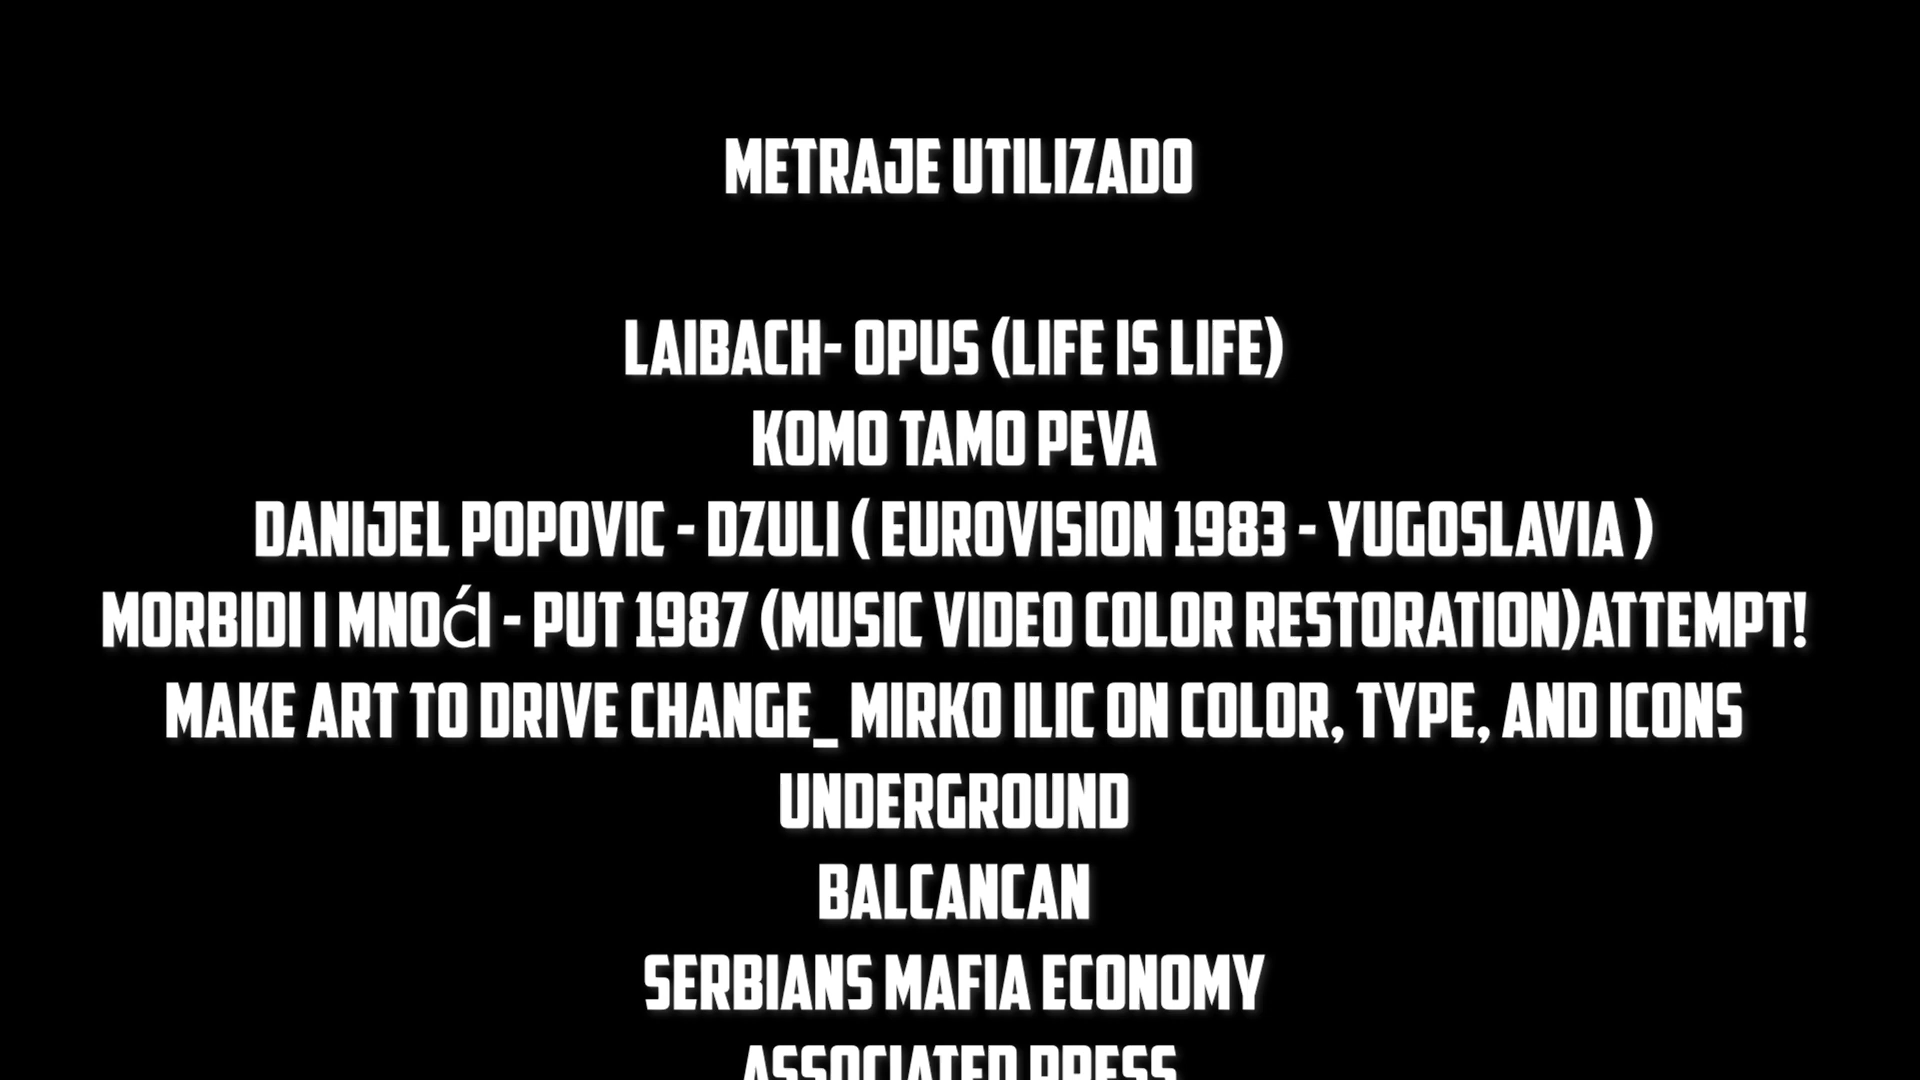 METRAJE UTILIZADO
LAIBACH- OPUS (LIFE IS LIFE)
KOMO TAMO PEVA
DANIJEL POPOVIC - DZULI ( EUROVISION 1983 - YUGOSLAVIA )
MORBIDI I MNOćI - PUT 1987 (MUSIC VIDEO COLOR RESTORATION)ATTEMPT!
MAKE ART TO DRIVE CHANGE_ MIRKO ILIC ON COLOR, TYPE, AND ICONS
UNDERGROUND
BALCANCAN
SERBIANS MAFIA ECONOMY
ASSOCIATED PRESS